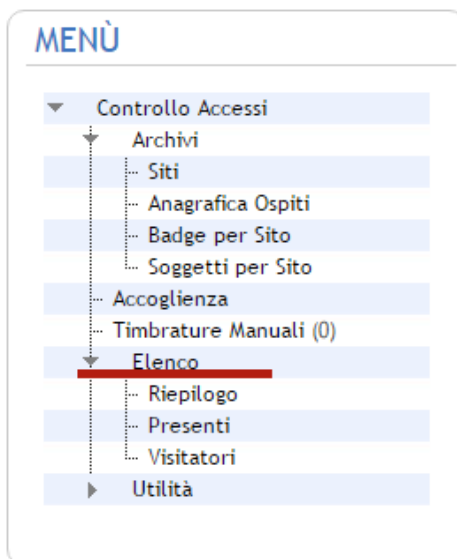 MENÙ
Controllo Accessi
Archivi
Siti
Anagrafica Ospiti
Badge per Sito
Soggetti per Sito
Accoglienza
Timbrature Manuali (0)
Elenco
Riepilogo
Presenti
Visitatori
Utilità